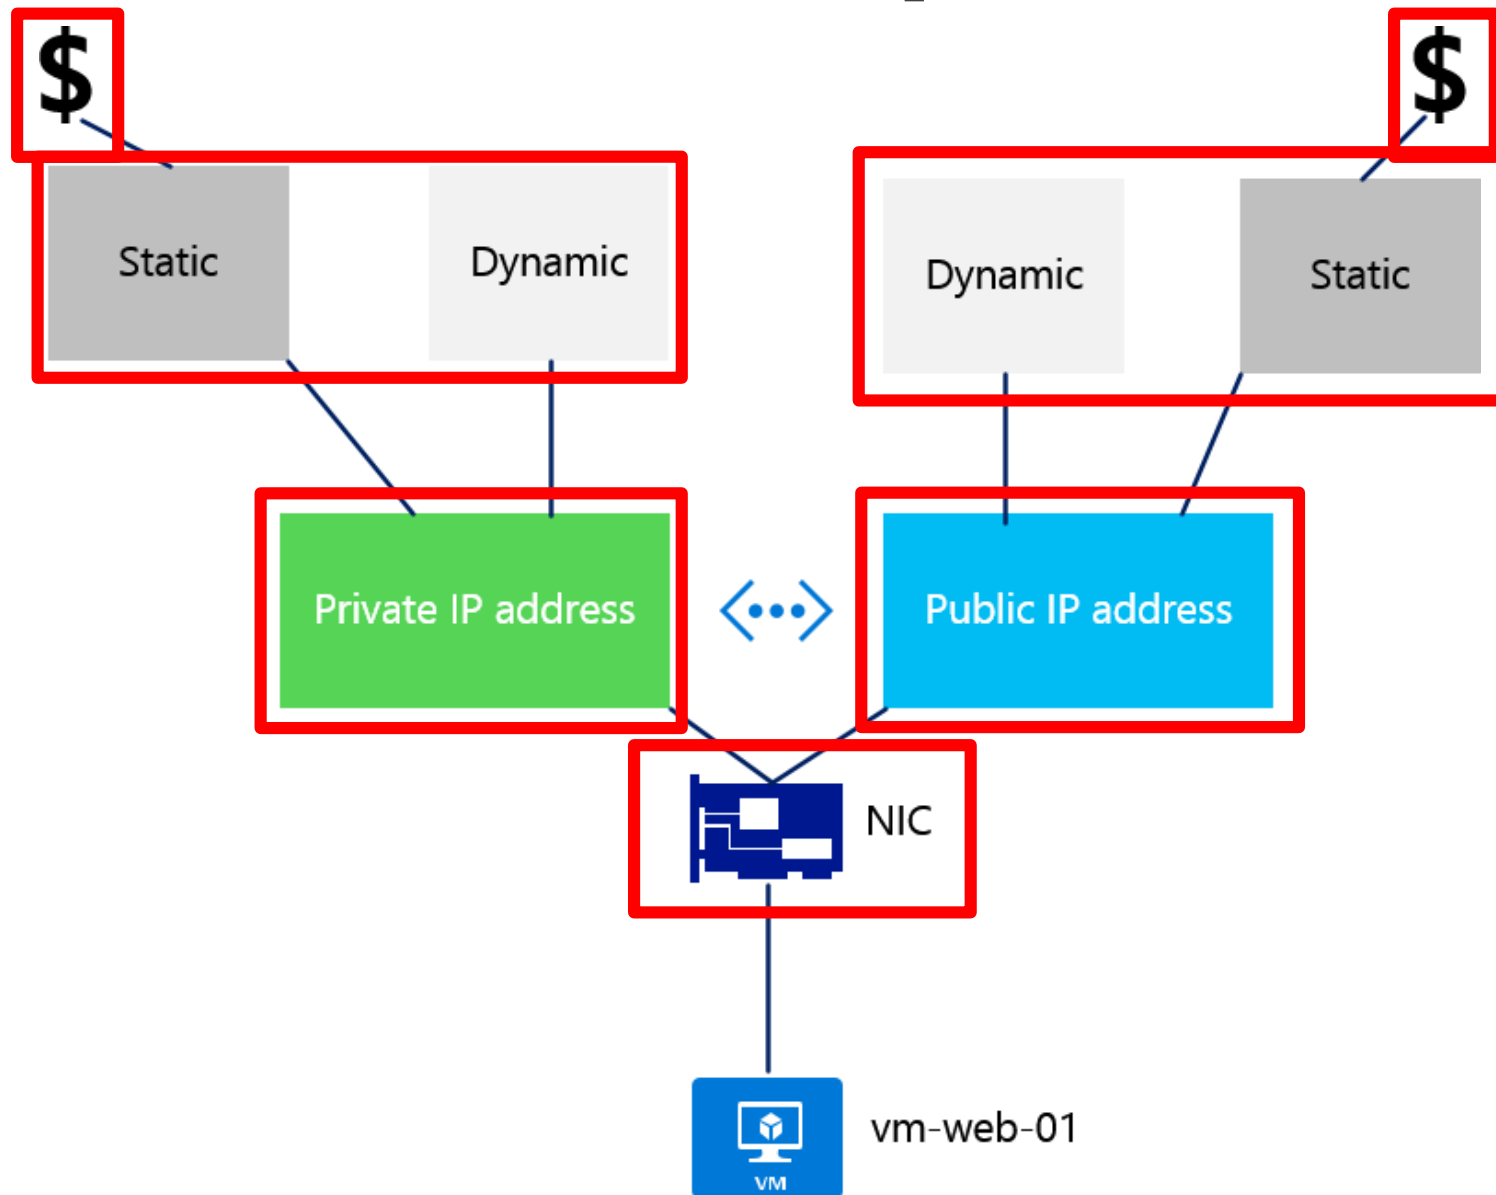 $
$
Static
Dynamic
Dynamic
Static
Private IP address
Public IP address
NIC
vm-web-01
VM